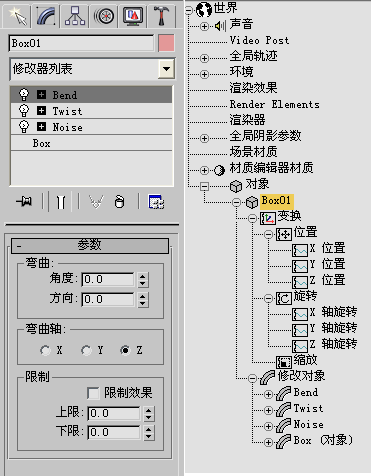 Box01
修改器列表
Bend
Twist
Noise
Box
参数
弯曲:
角度: 0.0
方向: 0.0
弯曲轴:
X Y Z
限制
限制效果
上限: 0.0
下限: 0.0
世界
声音
Video Post
全局轨迹
环境
渲染效果
Render Elements
渲染器
全局阴影参数
场景材质
材质编辑器材质
对象
Box01
变换
位置
X 位置
Y 位置
Z 位置
旋转
X 轴旋转
Y 轴旋转
Z 轴旋转
缩放
修改对象
Bend
Twist
Noise
Box (对象)